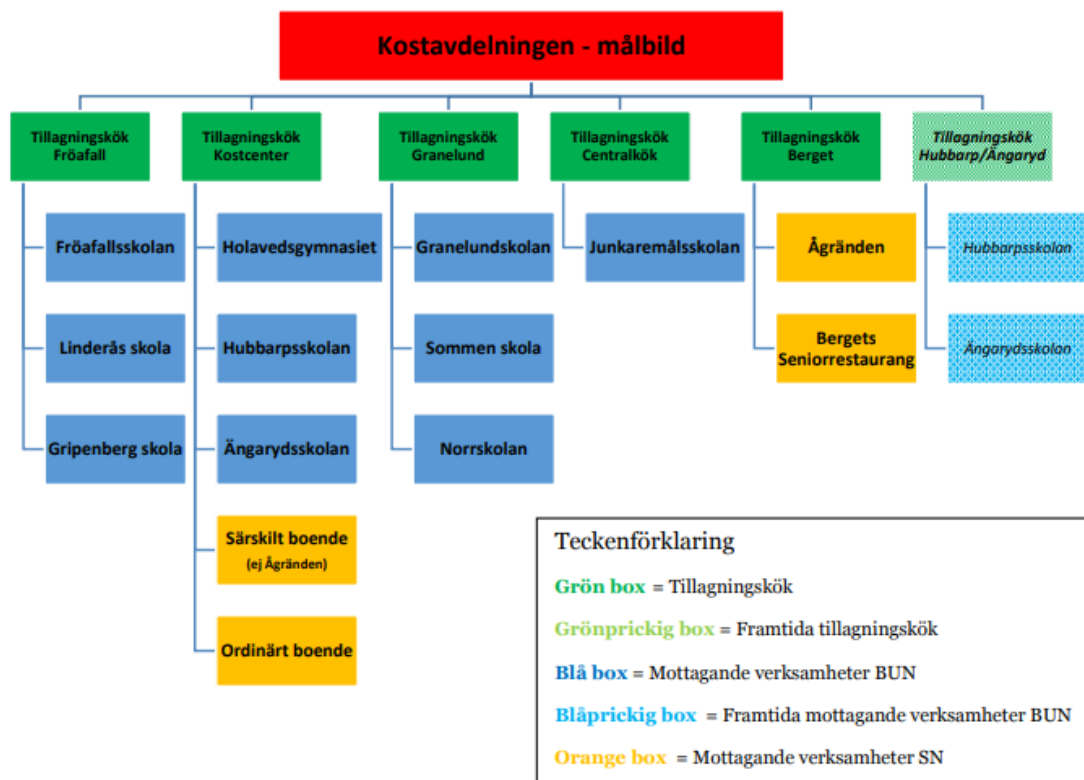 Kostavdelningen - målbild
Tillagningskök
Fröafall
Tillagningskök
Kostcenter
Tillagningskök
Granelund
Tillagningskök
Centralkök
Tillagningskök
Berget
Tillagningskök
Hubbarp/Ängaryd
Fröafallsskolan
Linderås skola
Gripenberg skola
Holavedsgymnasiet
Hubbarpsskolan
Ängarydsskolan
Särskilt boende
(ej Ågränden)
Ordinärt boende
Granelundskolan
Sommen skola
Norrskolan
Junkaremålsskolan
Ågränden
Bergets
Seniorrestaurang
Hubbarpsskolan
Ängarydsskolan
Teckenförklaring
Grön box = Tillagningskök
Grönprickig box = Framtida tillagningskök
Blå box = Mottagande verksamheter BUN
Blåprickig box = Framtida mottagande verksamheter BUN
Orange box = Mottagande verksamheter SN